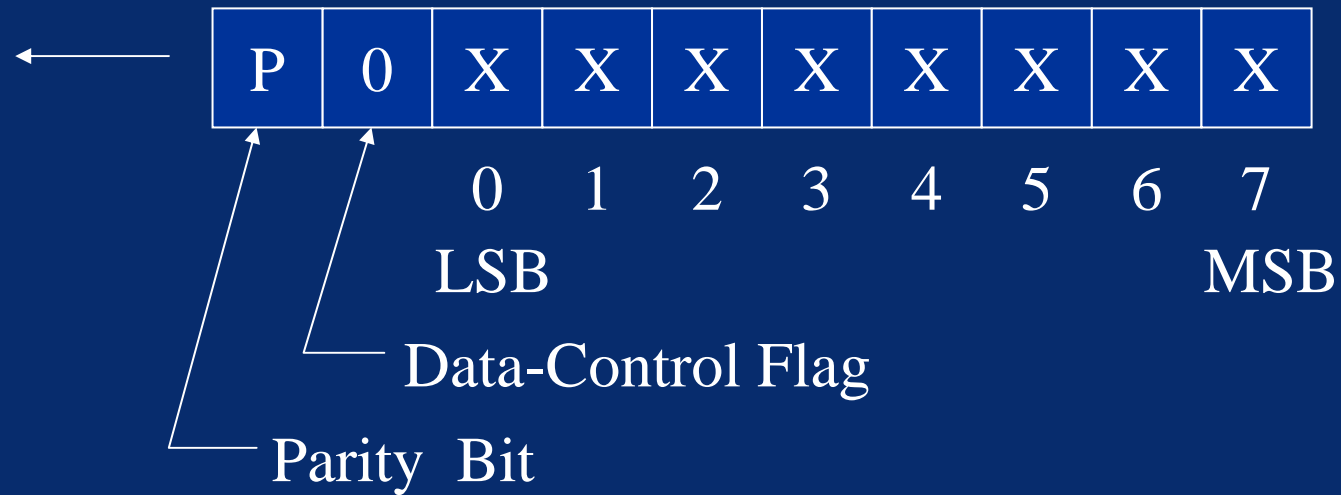 P 0 X X X X X X X X
0 1 2 3 4 5 6 7
LSB MSB
Data-Control Flag
Parity Bit